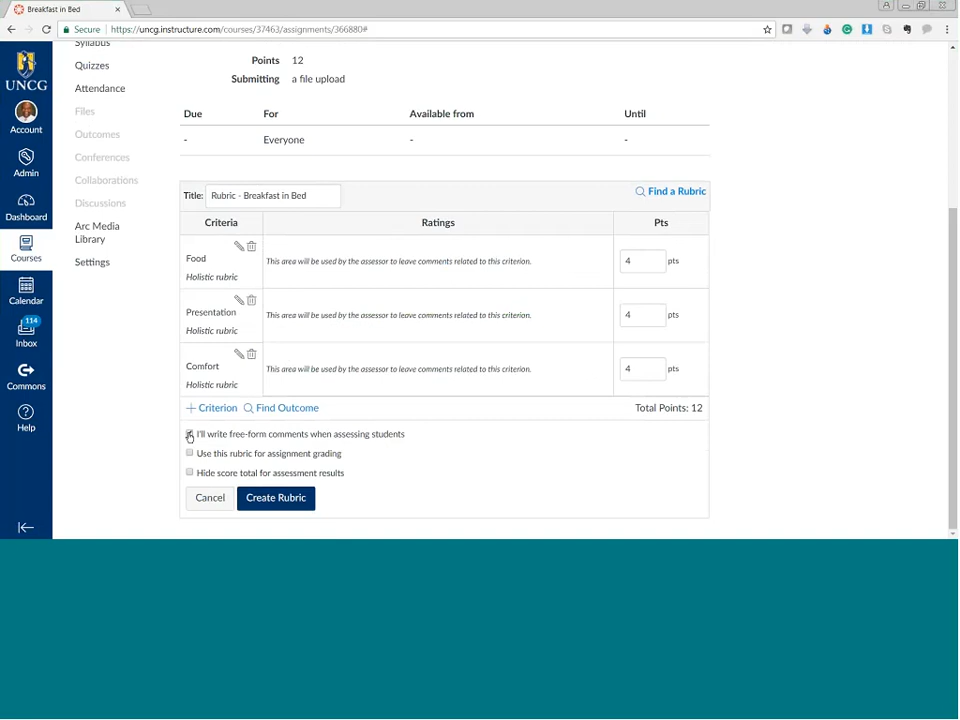 Breakfast in Bed
Secure
https://uncg.instructure.com/courses/37463/assignments/366880#
UNCG
Account
Admin
Dashboard
Courses
Calendar
114
Inbox
Commons
Help
Syllabus
Quizzes
Attendance
Files
Outcomes
Conferences
Collaborations
Discussions
Arc Media
Library
Settings
Points 12
Submitting a file upload
Due For Available from Until
- Everyone - -
Title: Rubric - Breakfast in Bed Find a Rubric
Criteria Ratings Pts
Food
Holistic rubric
This area will be used by the assessor to leave comments related to this criterion.
4 pts
Presentation
Holistic rubric
This area will be used by the assessor to leave comments related to this criterion.
4 pts
Comfort
Holistic rubric
This area will be used by the assessor to leave comments related to this criterion.
4 pts
Criterion Find Outcome Total Points: 12
I'll write free-form comments when assessing students
Use this rubric for assignment grading
Hide score total for assessment results
Cancel Create Rubric